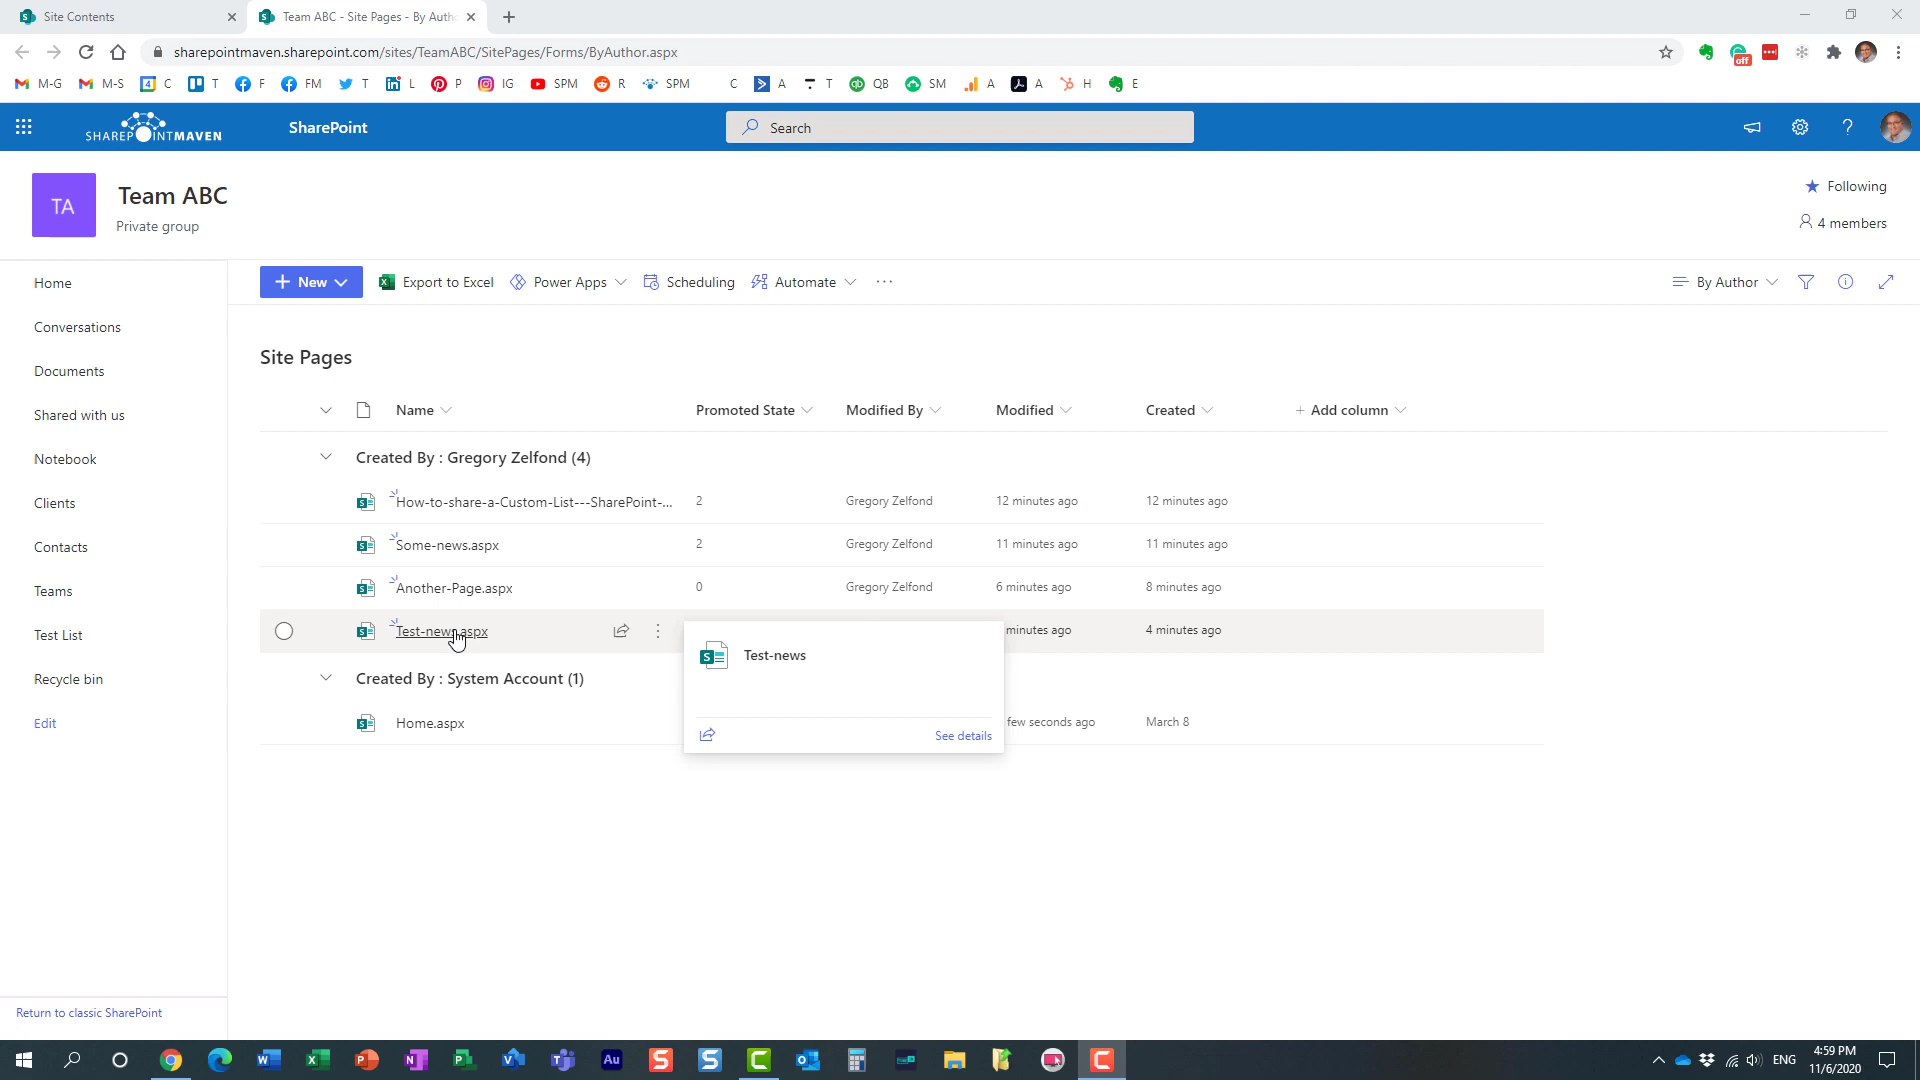 Site Contents
Team ABC - Site Pages - By Autho
sharepointmaven.sharepoint.com/sites/TeamABC/SitePages/Forms/ByAuthor.aspx
off
M-G M-S 4 C T F FM T L P IG SPM R SPM C A T QB SM A A H E
SHAREPOINTMAVEN SharePoint Search ?
TA Team ABC
Private group
Following
4 members
Home
Conversations
Documents
Shared with us
Notebook
Clients
Contacts
Teams
Test List
Recycle bin
Edit
Return to classic SharePoint
+ New Export to Excel Power Apps Scheduling Automate ··· By Author
Site Pages
Name Promoted State Modified By Modified Created + Add column
Created By : Gregory Zelfond (4)
How-to-share-a-Custom-List---SharePoint-... 2 Gregory Zelfond 12 minutes ago 12 minutes ago
Some-news.aspx 2 Gregory Zelfond 11 minutes ago 11 minutes ago
Another-Page.aspx 0 Gregory Zelfond 6 minutes ago 8 minutes ago
Test-news.aspx minutes ago 4 minutes ago
Test-news
See details
Created By : System Account (1)
Home.aspx few seconds ago March 8
ENG 4:59 PM
11/6/2020